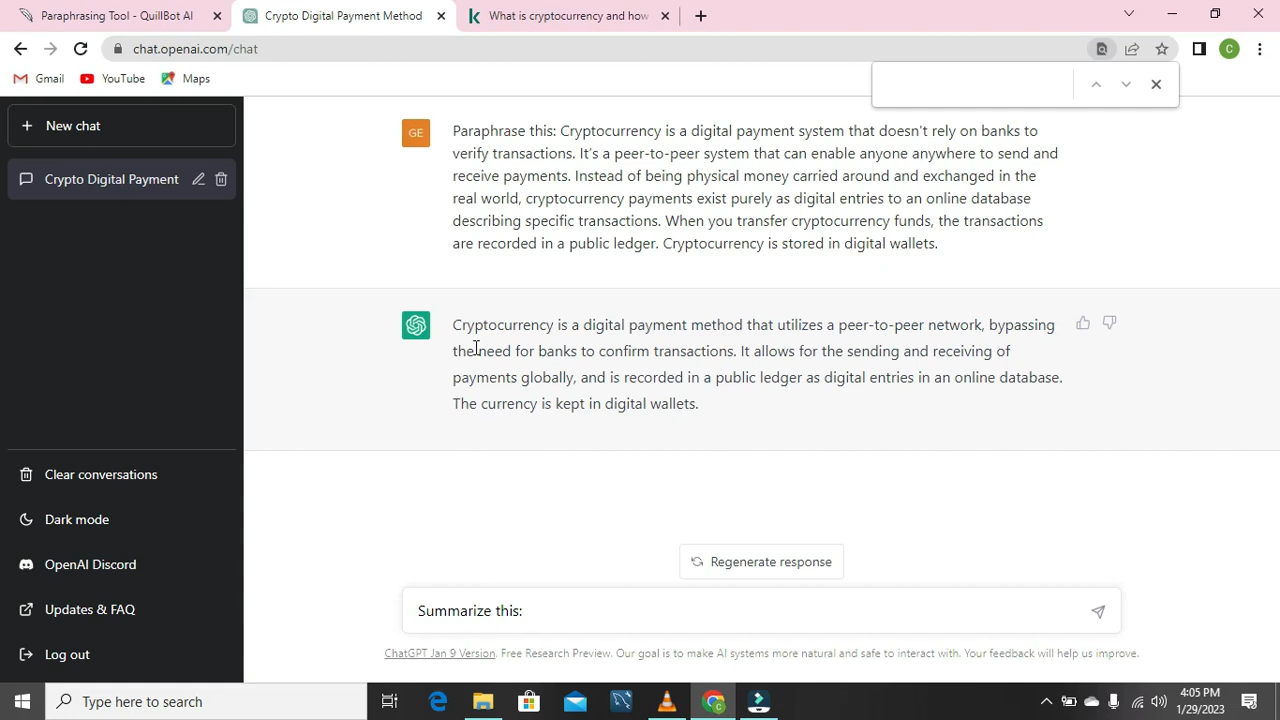 Paraphrasing Tool - QuillBot AI
Crypto Digital Payment Method
What is cryptocurrency and how
chat.openai.com/chat
C
Gmail
YouTube
Maps
New chat
Crypto Digital Payment
GE
Paraphrase this: Cryptocurrency is a digital payment system that doesn't rely on banks to
verify transactions. It's a peer-to-peer system that can enable anyone anywhere to send and
receive payments. Instead of being physical money carried around and exchanged in the
real world, cryptocurrency payments exist purely as digital entries to an online database
describing specific transactions. When you transfer cryptocurrency funds, the transactions
are recorded in a public ledger. Cryptocurrency is stored in digital wallets.
Cryptocurrency is a digital payment method that utilizes a peer-to-peer network, bypassing
the need for banks to confirm transactions. It allows for the sending and receiving of
payments globally, and is recorded in a public ledger as digital entries in an online database.
The currency is kept in digital wallets.
Clear conversations
Dark mode
OpenAI Discord
Updates & FAQ
Log out
Regenerate response
Summarize this:
ChatGPT Jan 9 Version. Free Research Preview. Our goal is to make AI systems more natural and safe to interact with. Your feedback will help us improve.
Type here to search
4:05 PM
1/29/2023